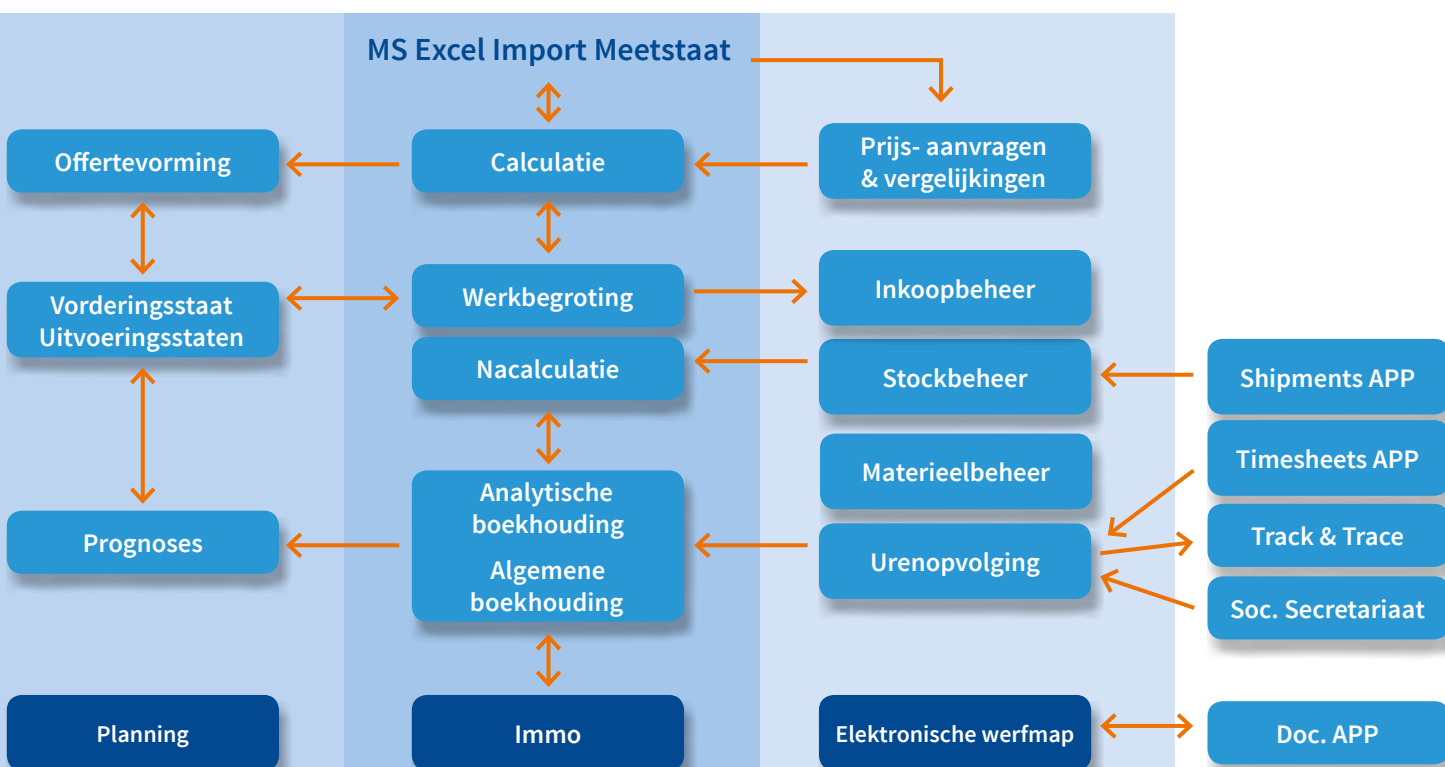 MS Excel Import Meetstaat
Offertevorming
Calculatie
Prijs- aanvragen
& vergelijkingen
Vorderingsstaat
Uitvoeringsstaten
Werkbegroting
Inkoopbeheer
Nacalculatie
Stockbeheer
Shipments APP
Materieelbeheer
Timesheets APP
Prognoses
Analytische
boekhouding
Algemene
boekhouding
Urenopvolging
Track & Trace
Soc. Secretariaat
Planning
Immo
Elektronische werfmap
Doc. APP